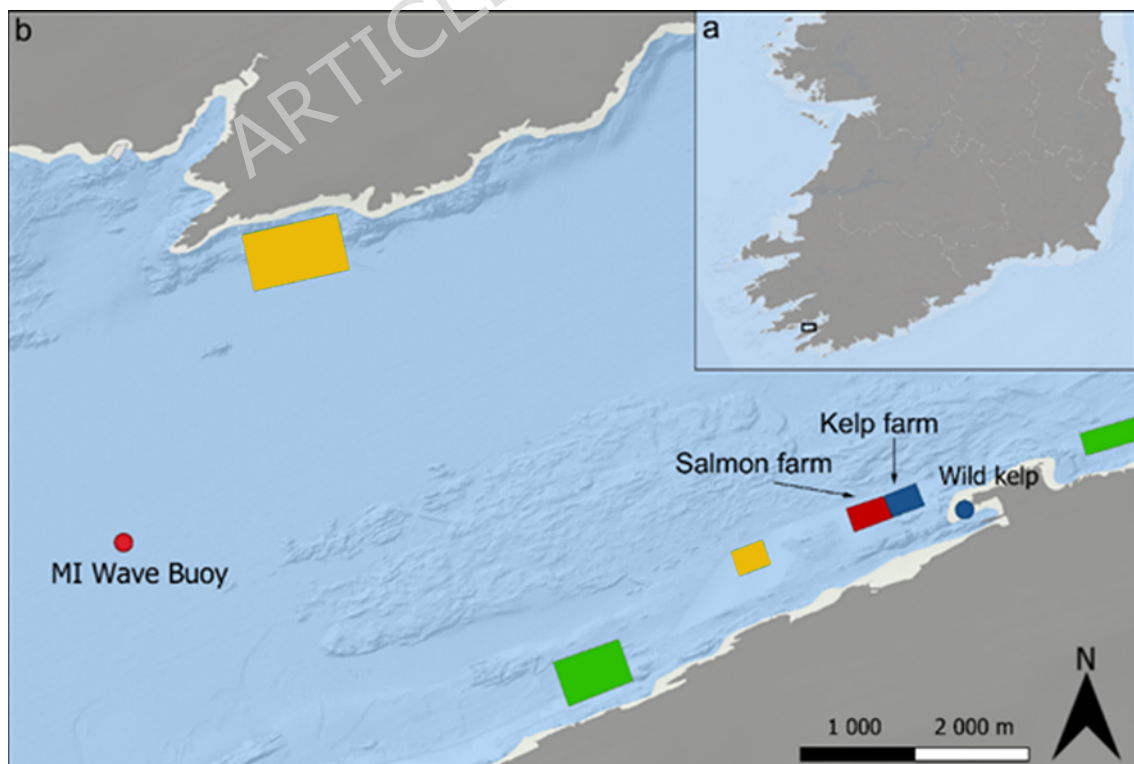 b
a
ARTICLE
Kelp farm
Salmon farm
Wild kelp
MI Wave Buoy
N
1 000
2 000 m